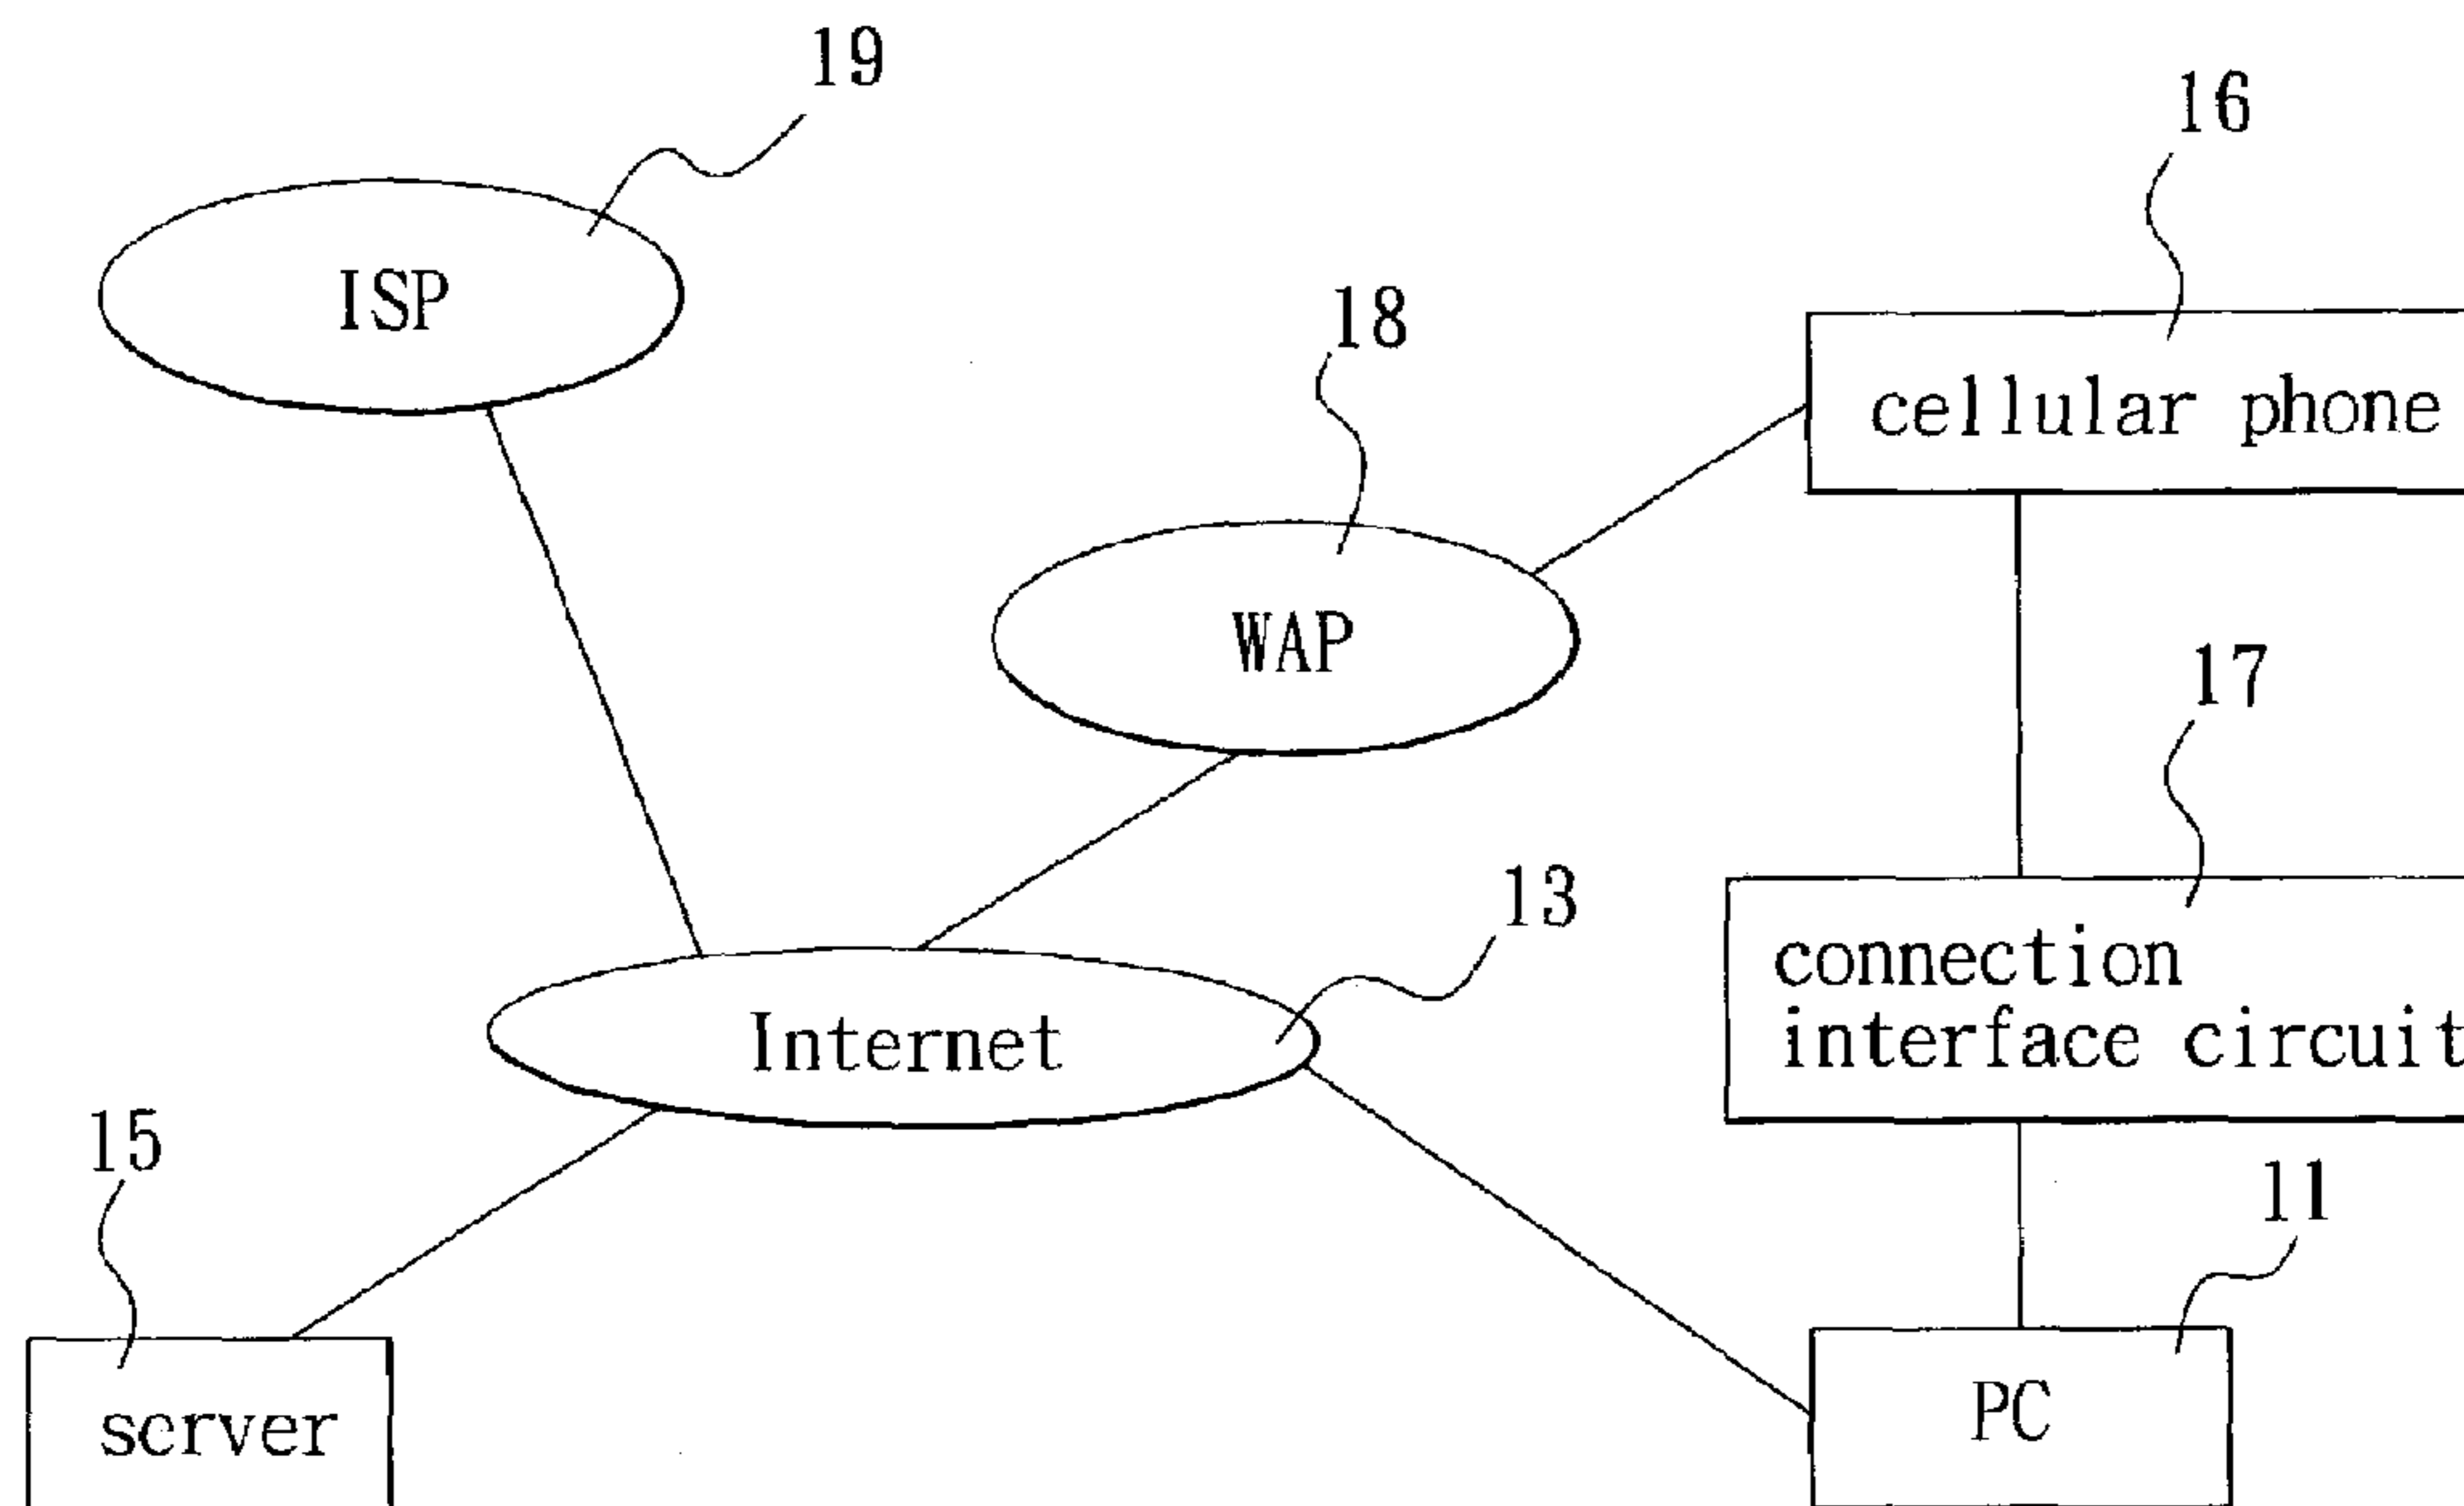 19
16
ISP
18
cellular phone
WAP
17
13
connection
interface circuit
Internet
15
11
server
PC